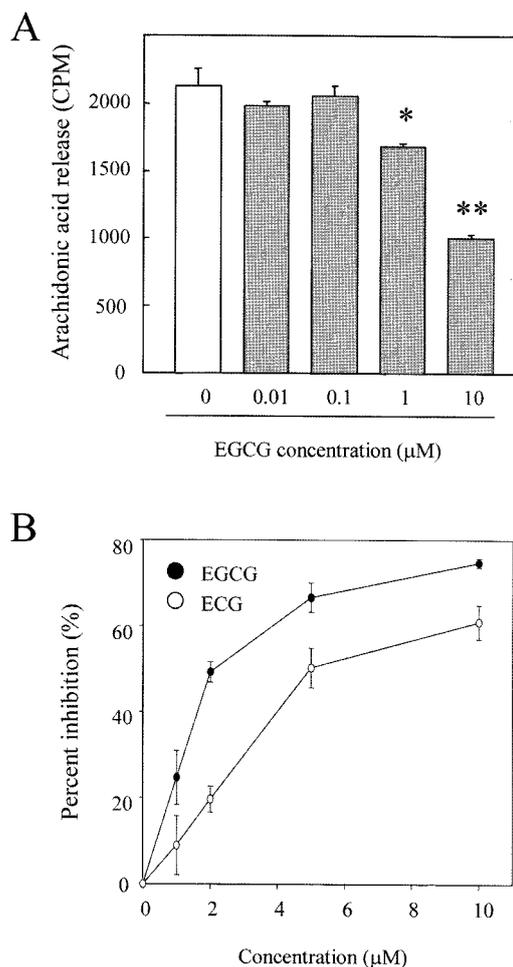 A
Arachidonic acid release (CPM)
2000
1500
1000
500
0
*
**
0 0.01 0.1 1 10
EGCG concentration (μM)
B
Percent inhibition (%)
80
60
40
20
0
EGCG
ECG
0 2 4 6 8 10
Concentration (μM)